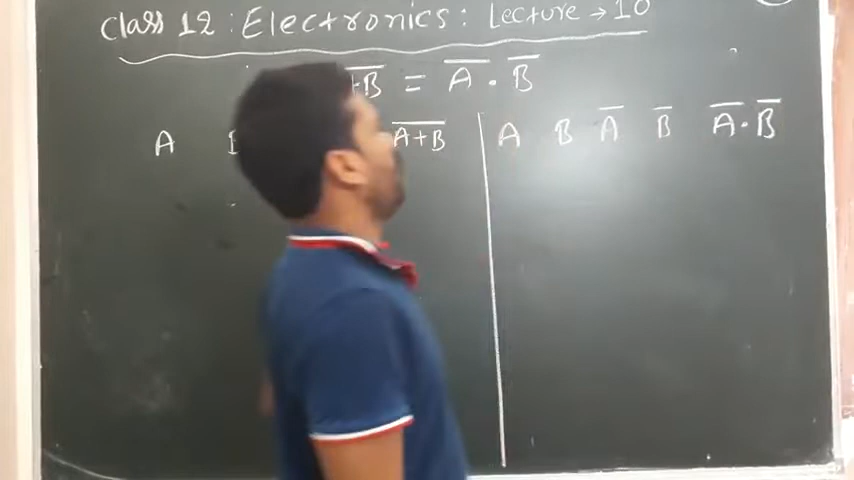 Class 12 : Electronics : Lecture → 10
+B̅ = A̅ . B̅
A A̅+̅B̅ A B A̅ B̅ A̅ . B̅